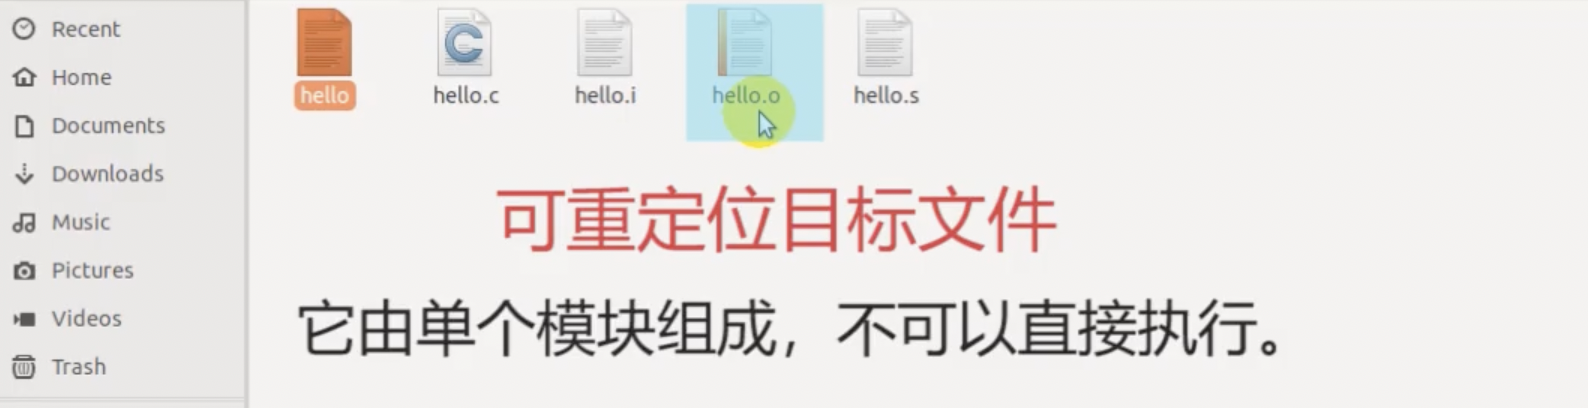 Recent
Home
Documents
Downloads
Music
Pictures
Videos
Trash
hello
hello.c
hello.i
hello.o
hello.s
可重定位目标文件
它由单个模块组成，不可以直接执行。